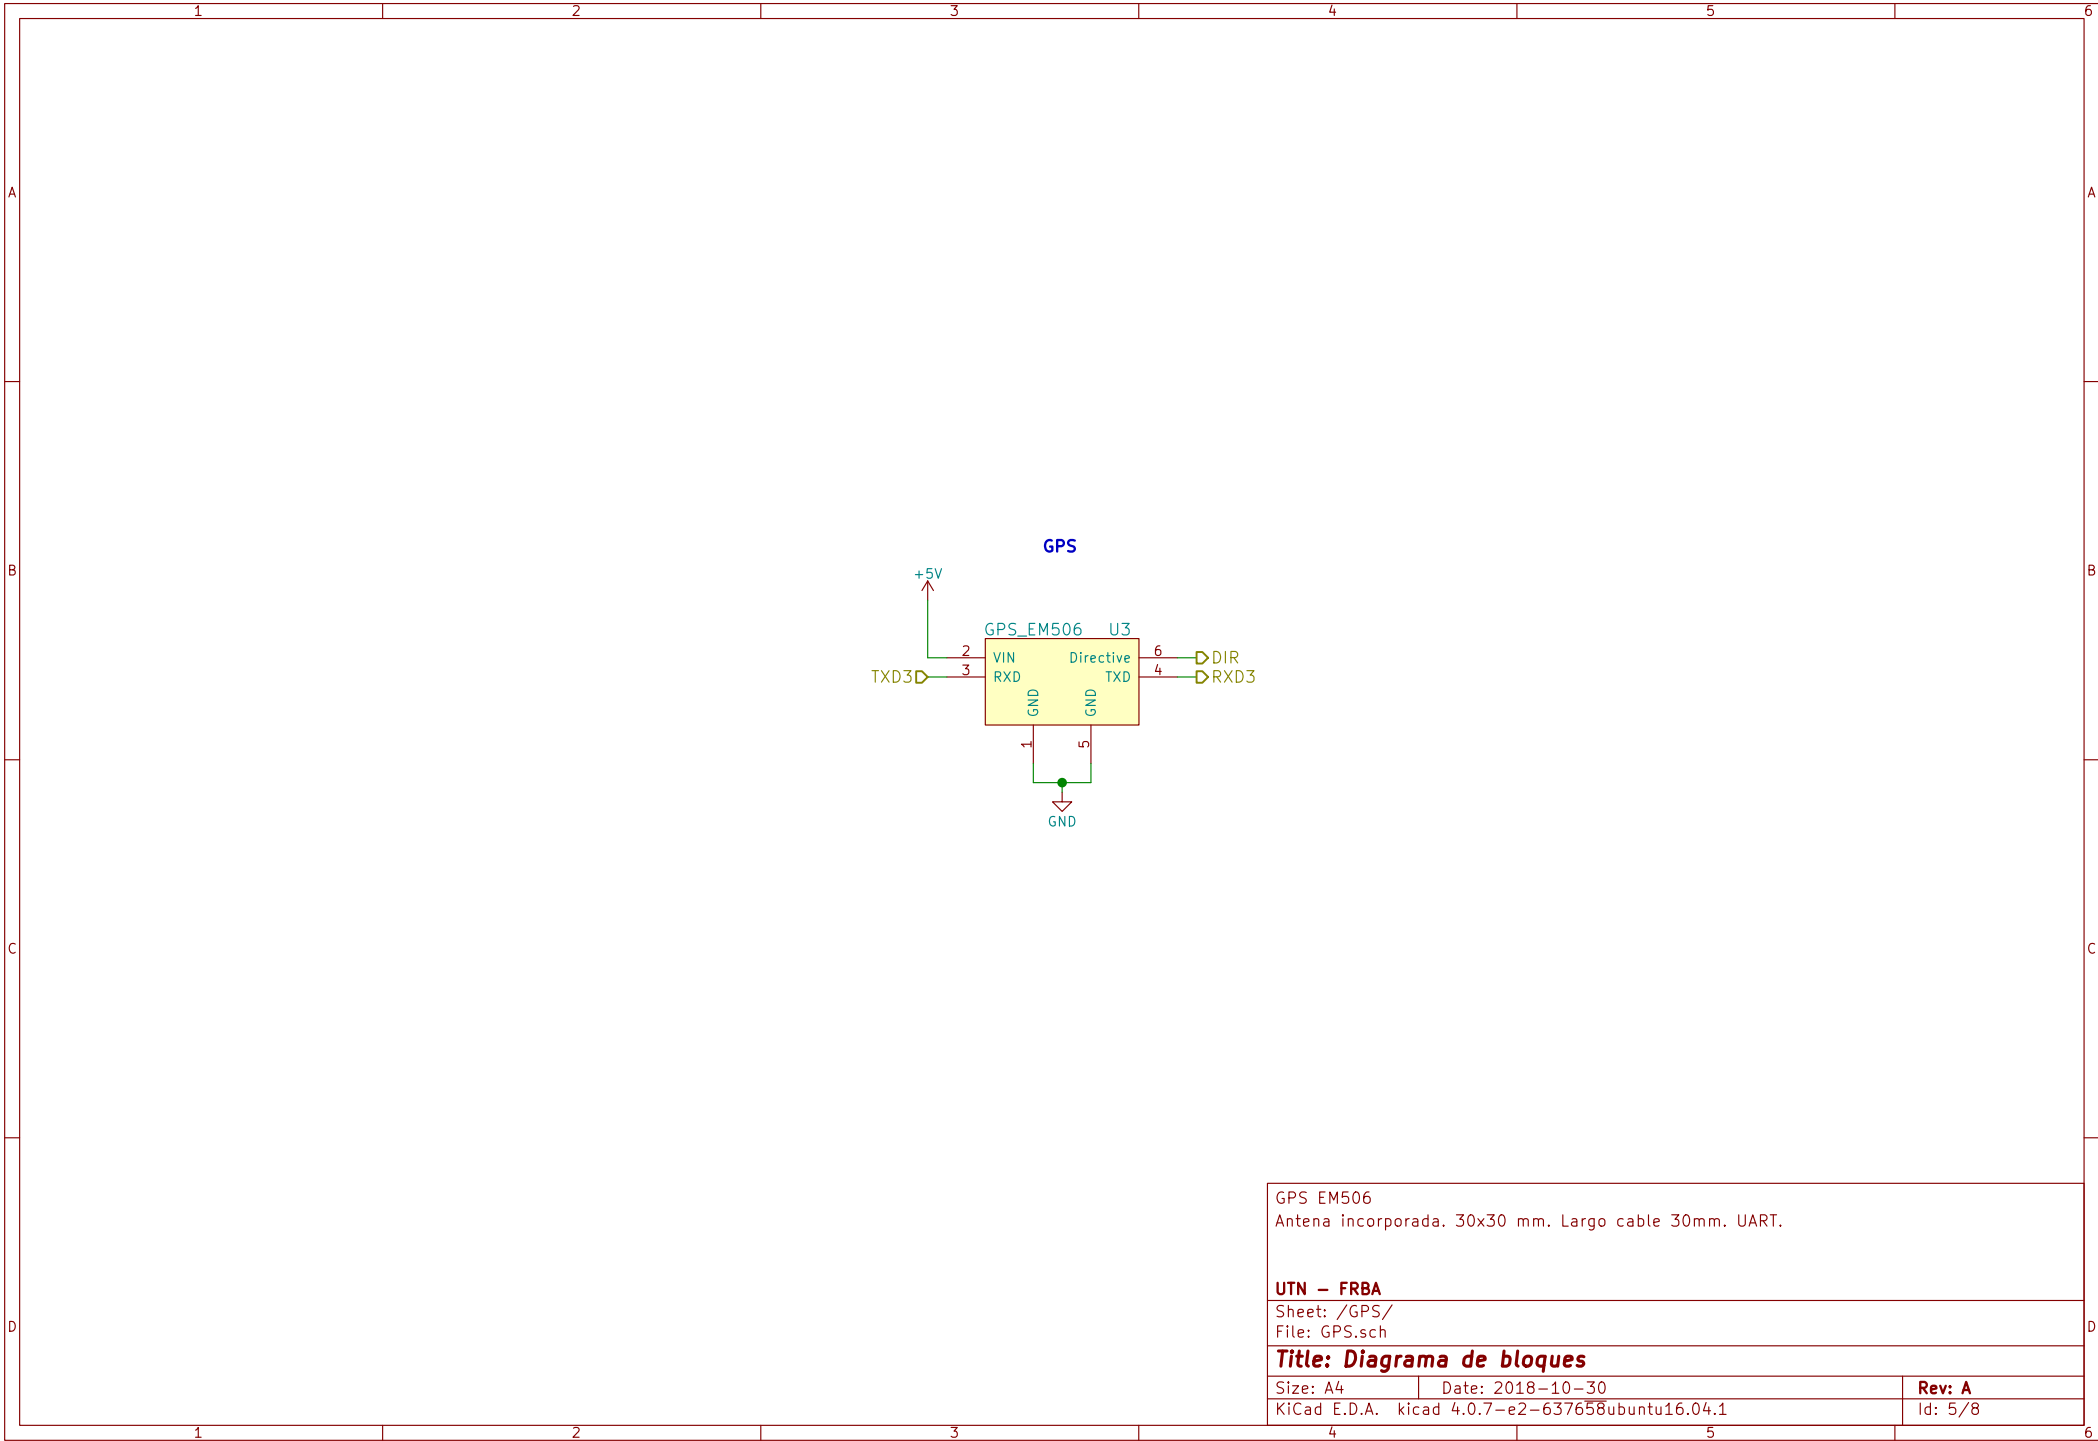 1 2 3 4 5 6
A A
GPS
B B
+5V
GPS_EM506 U3
2 VIN Directive 6 DIR
TXD3 3 RXD TXD 4 RXD3
GND GND
1 5
GND
C C
GPS EM506
Antena incorporada. 30x30 mm. Largo cable 30mm. UART.
UTN - FRBA
Sheet: /GPS/
D D
File: GPS.sch
Title: Diagrama de bloques
Size: A4 Date: 2018-10-30 Rev: A
KiCad E.D.A. kicad 4.0.7-e2-637658ubuntu16.04.1 Id: 5/8
1 2 3 4 5 6